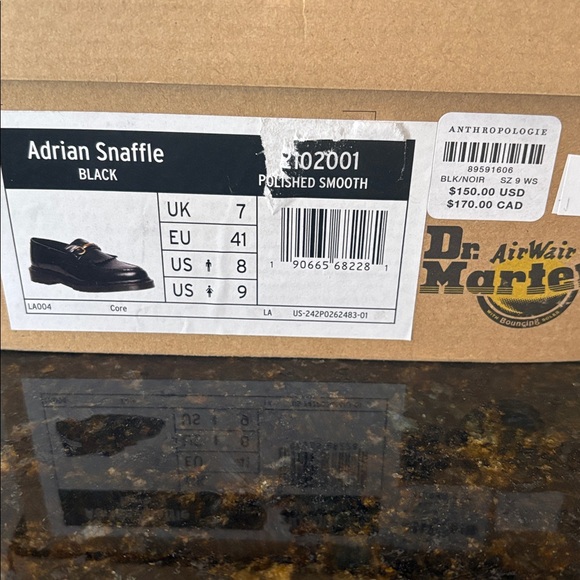 Adrian Snaffle
BLACK
2102001
POLISHED SMOOTH
UK 7
EU 41
US 8
US 9
1 90665 68228 1
LA004 Core LA US-242P0262483-01
ANTHROPOLOGIE
89591606
BLK/NOIR SZ 9 WS
$150.00 USD
$170.00 CAD
Dr. AirWair
Marte
WITH Bouncing SOLES